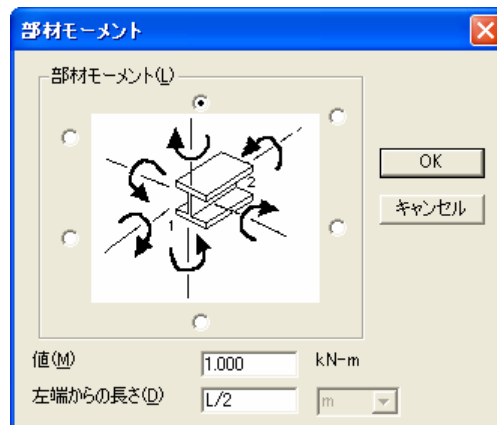 部材モーメント
部材モーメント(L)
2
1
OK
キャンセル
値(M) 1.000 kN-m
左端からの長さ(D) L/2 m